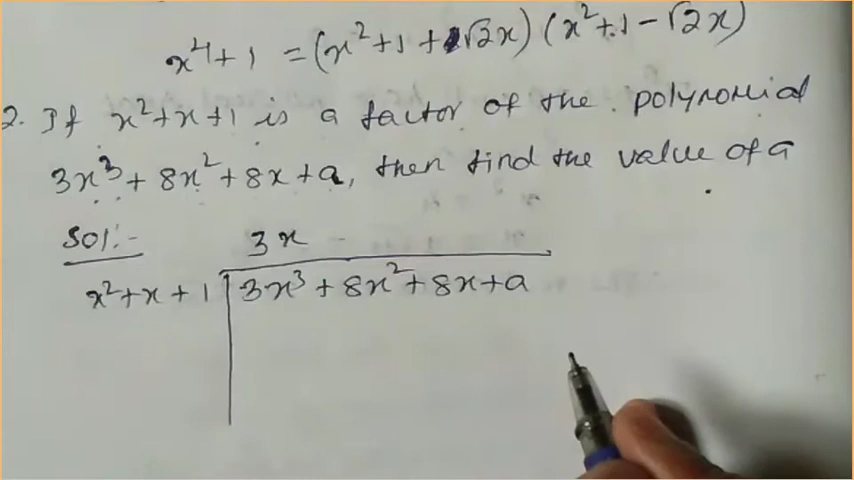 x⁴+1 = (x²+1+√2x) (x²+1-√2x)
2. If x²+x+1 is a factor of the polynomial
3x³+8x²+8x+a, then find the value of a
Sol:-
3x
x²+x+1 3x³+8x²+8x+a